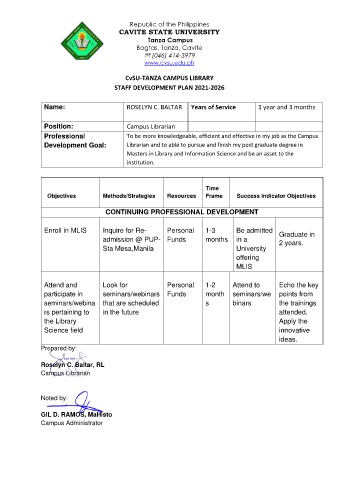 Republic of the Philippines
CAVITE STATE UNIVERSITY
Tanza Campus
Bagtas, Tanza, Cavite
☏ (046) 414-3979
www.cvsu.edu.ph
CvSU-TANZA CAMPUS LIBRARY
STAFF DEVELOPMENT PLAN 2021-2026
Name: ROSELYN C. BALTAR Years of Service 1 year and 3 months
Position: Campus Librarian
Professional Development Goal: To be more knowledgeable, efficient and effective in my job as the Campus
Librarian and to able to pursue and finish my post graduate degree in
Masters in Library and Information Science and be an asset to the
institution.
Objectives Methods/Strategies Resources Time Frame Success Indicator Objectives
CONTINUING PROFESSIONAL DEVELOPMENT
Enroll in MLIS
Inquire for Re-
admission @ PUP-
Sta Mesa,Manila
Personal
Funds
1-3
months
Be admitted
in a
University
offering
MLIS
Graduate in
2 years.
Attend and
participate in
seminars/webina
rs pertaining to
the Library
Science field
Look for
seminars/webinars
that are scheduled
in the future
Personal
Funds
1-2
month
s
Attend to
seminars/we
binars
Echo the key
points from
the trainings
attended.
Apply the
innovative
ideas.
Prepared by:
Roselyn C. Baltar, RL
Campus Librarian
Noted by:
GIL D. RAMOS, MaHisto
Campus Administrator